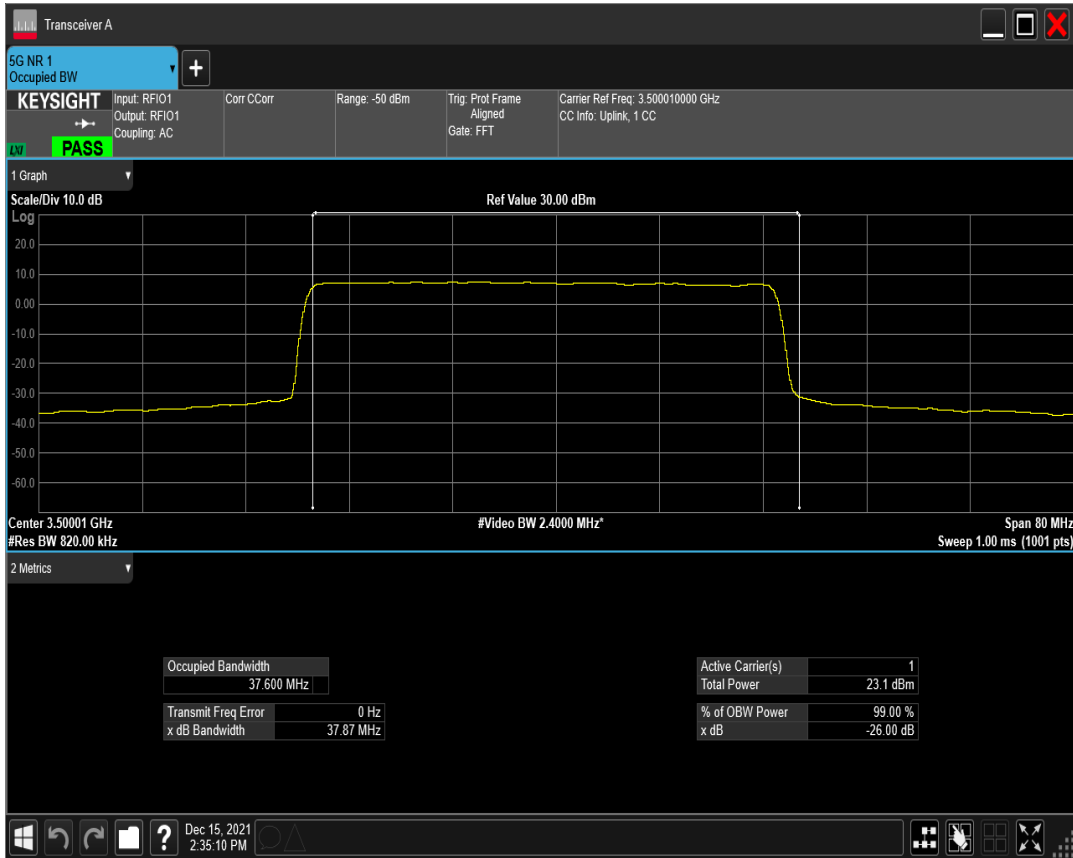 Transceiver A
5G NR 1
Occupied BW
KEYSIGHT
LXI
PASS
Input: RFIO1
Output: RFIO1
Coupling: AC
Corr CCorr
Range: -50 dBm
Trig: Prot Frame
Aligned
Gate: FFT
Carrier Ref Freq: 3.500010000 GHz
CC Info: Uplink, 1 CC
1 Graph
Scale/Div 10.0 dB
Ref Value 30.00 dBm
Log
20.0
10.0
0.00
-10.0
-20.0
-30.0
-40.0
-50.0
-60.0
Center 3.50001 GHz
#Video BW 2.4000 MHz*
Span 80 MHz
#Res BW 820.00 kHz
Sweep 1.00 ms (1001 pts)
2 Metrics
Occupied Bandwidth
37.600 MHz
Transmit Freq Error 0 Hz
x dB Bandwidth 37.87 MHz
Active Carrier(s) 1
Total Power 23.1 dBm
% of OBW Power 99.00 %
x dB -26.00 dB
Dec 15, 2021
2:35:10 PM